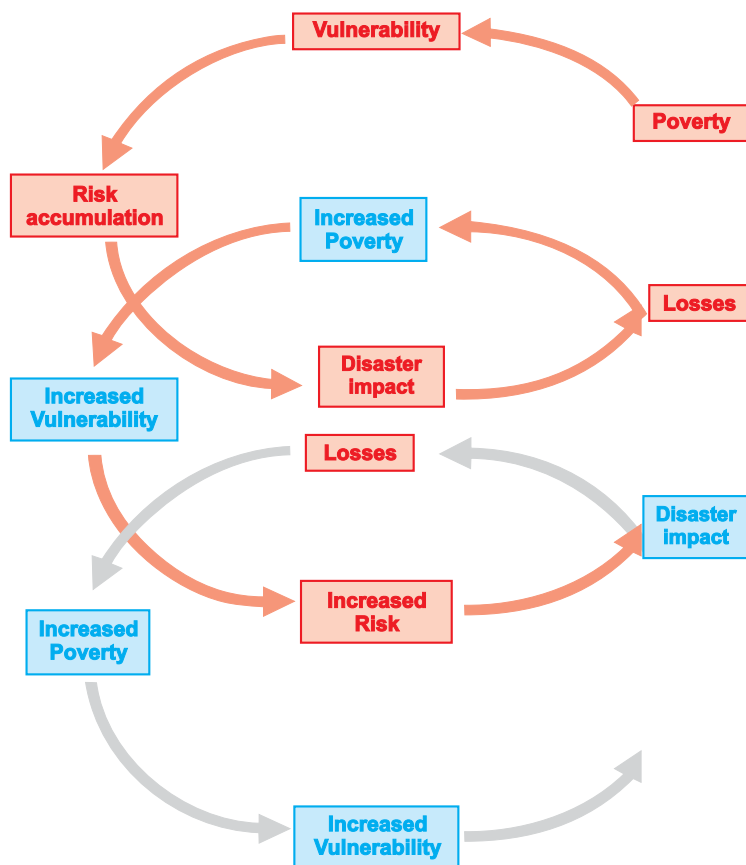 Vulnerability
Poverty
Risk
accumulation
Increased
Poverty
Losses
Disaster
impact
Increased
Vulnerability
Losses
Disaster
impact
Increased
Risk
Increased
Poverty
Increased
Vulnerability